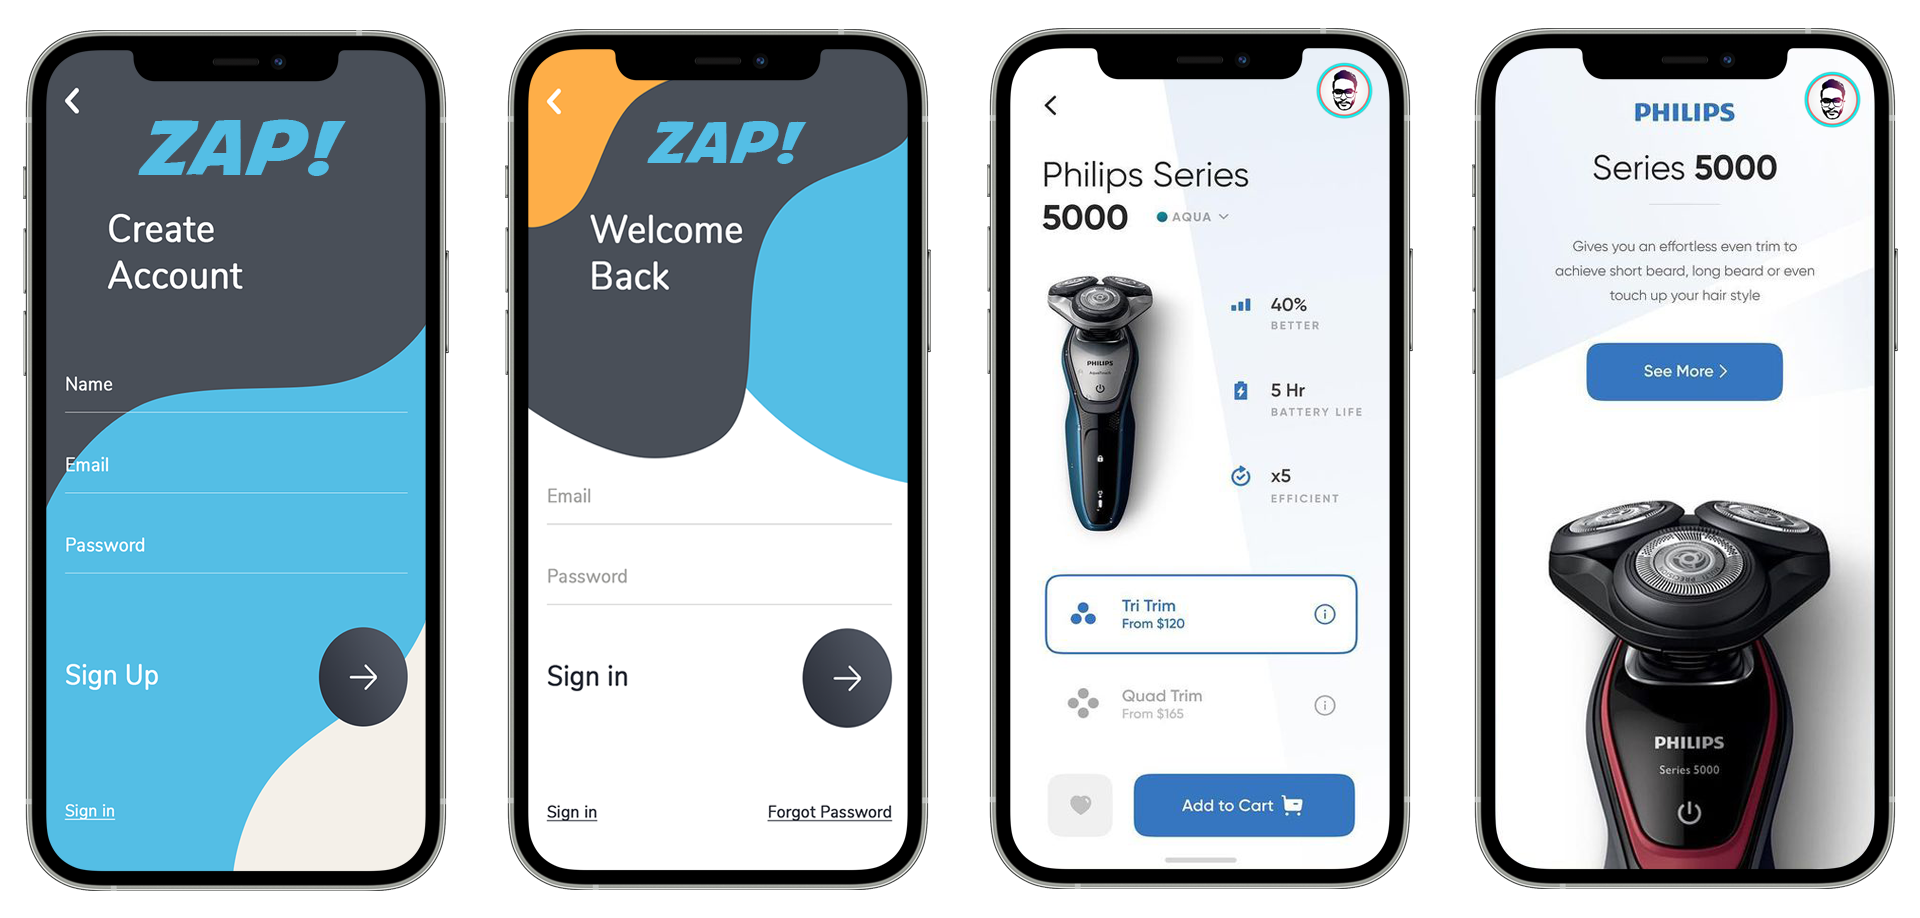 ZAP!
Create
Account
Name
Email
Password
Sign Up
Sign in
ZAP!
Welcome
Back
Email
Password
Sign in
Sign in Forgot Password
Philips Series
5000 AQUA
40%
BETTER
PHILIPS
AquaTouch
5 Hr
BATTERY LIFE
x5
EFFICIENT
Tri Trim
From $120
Quad Trim
From $165
Add to Cart
PHILIPS
Series 5000
Gives you an effortless even trim to
achieve short beard, long beard or even
touch up your hair style
See More
PHILIPS
Series 5000